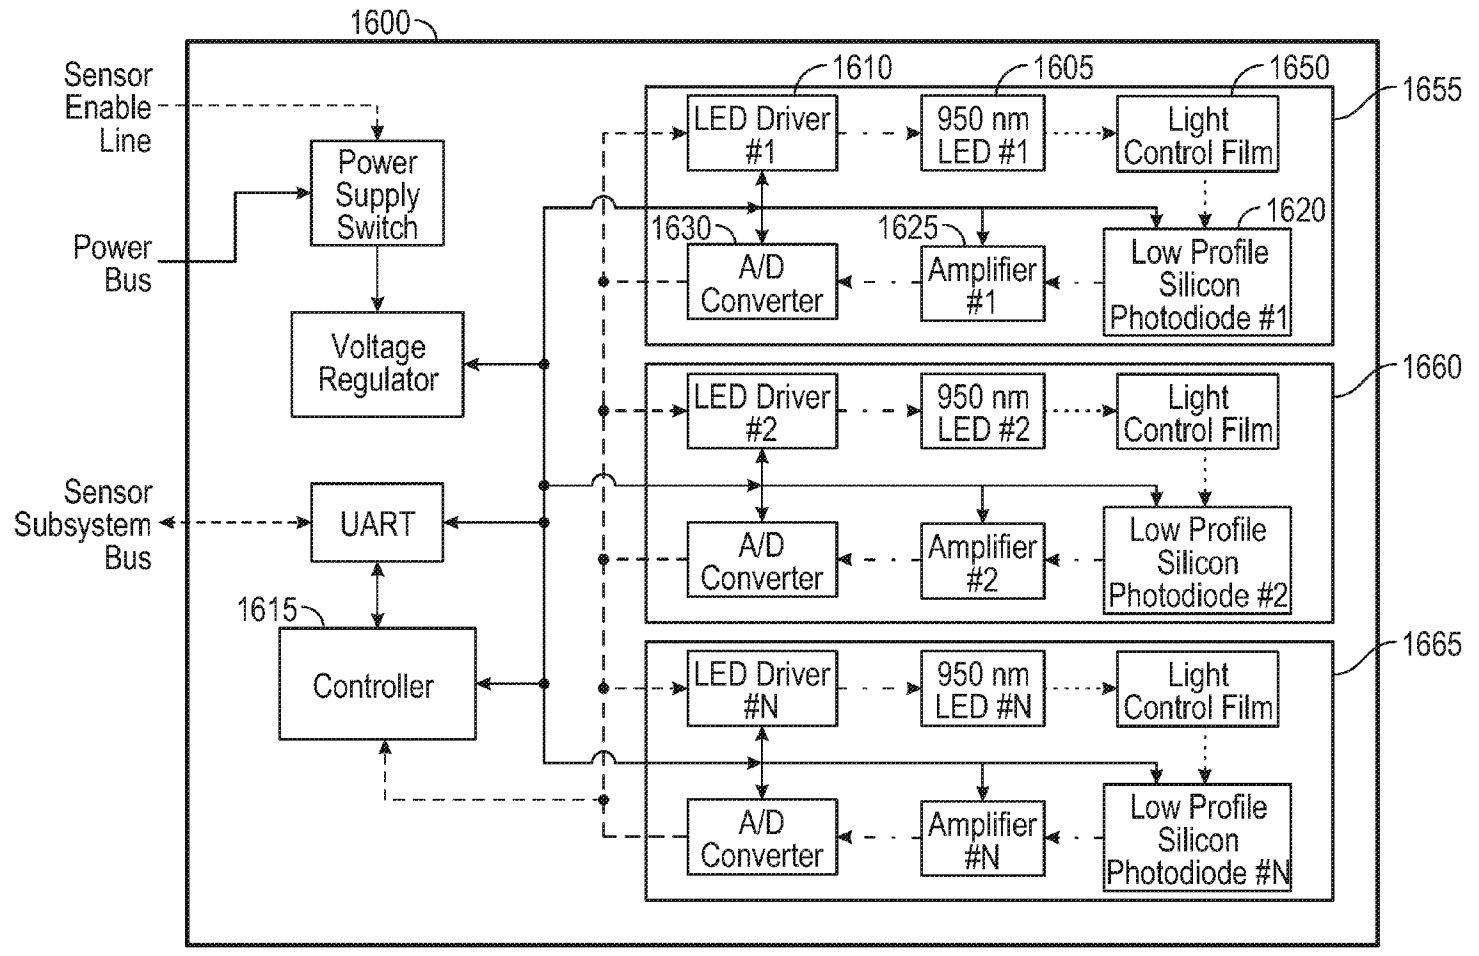 1600
Sensor
Enable
Line
Power
Supply
Switch
Power
Bus
Voltage
Regulator
Sensor
Subsystem
Bus
UART
1615
Controller
1610
1605
1650
1655
LED Driver
#1
950 nm
LED #1
Light
Control Film
1630
1625
1620
A/D
Converter
Amplifier
#1
Low Profile
Silicon
Photodiode #1
1660
LED Driver
#2
950 nm
LED #2
Light
Control Film
A/D
Converter
Amplifier
#2
Low Profile
Silicon
Photodiode #2
1665
LED Driver
#N
950 nm
LED #N
Light
Control Film
A/D
Converter
Amplifier
#N
Low Profile
Silicon
Photodiode #N